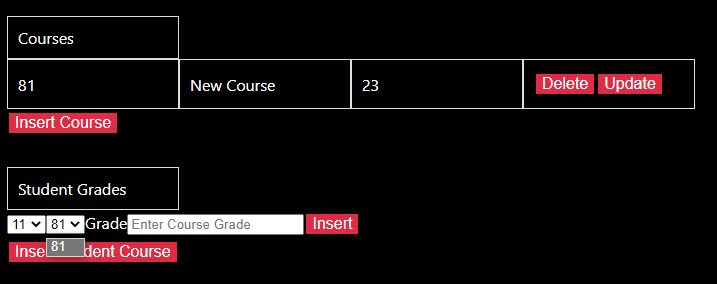 Courses
81 New Course 23 Delete Update
Insert Course
Student Grades
11 81 Grade Enter Course Grade Insert
81
Inse dent Course